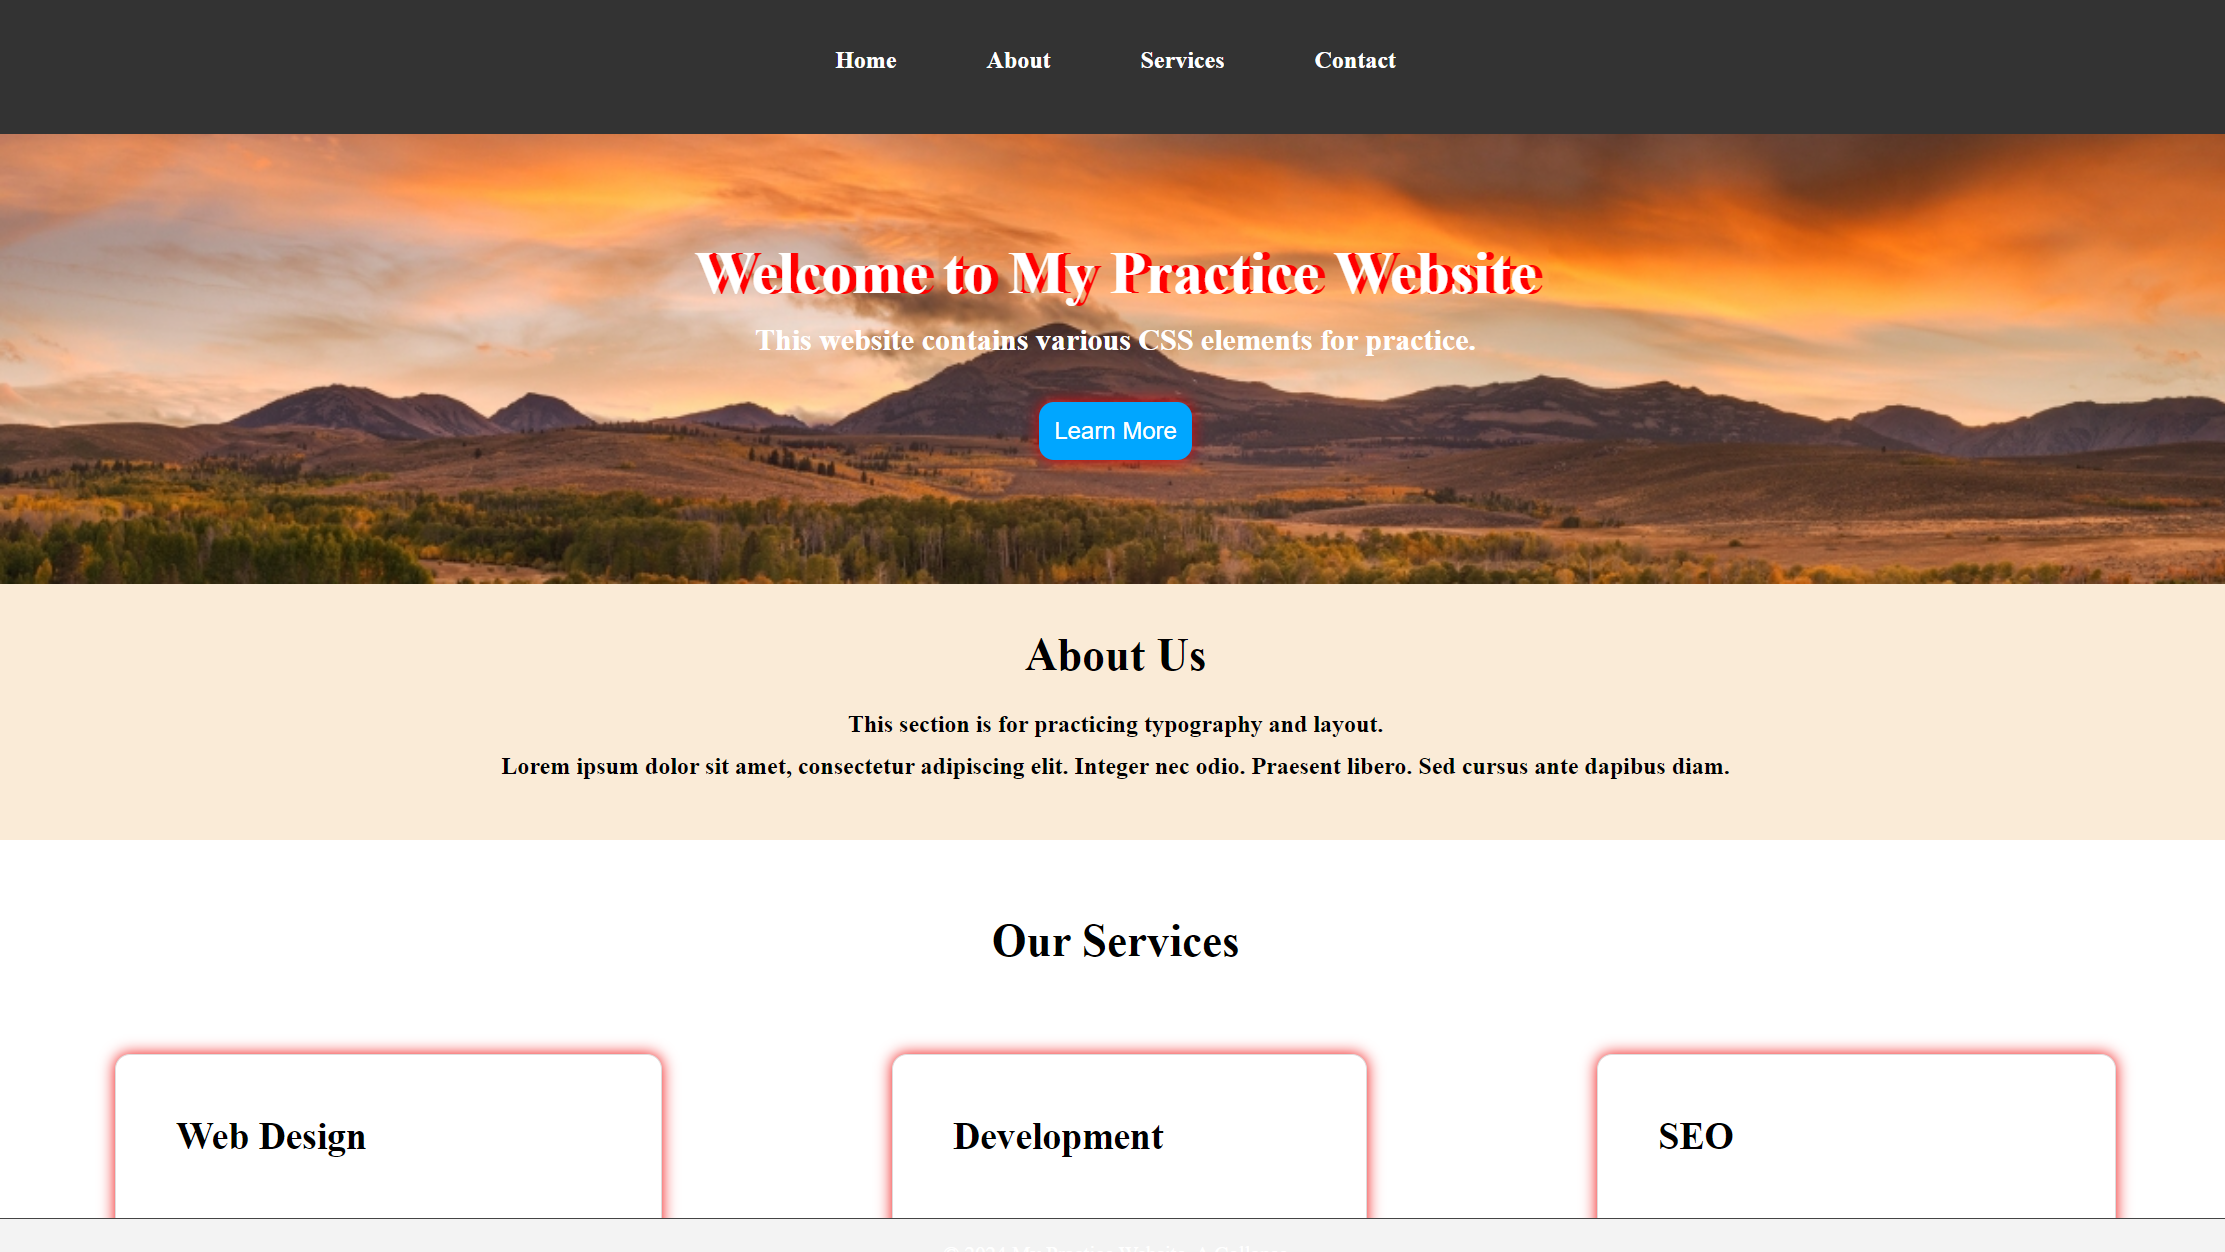 Home About Services Contact
Welcome to My Practice Website
This website contains various CSS elements for practice.
Learn More
About Us
This section is for practicing typography and layout.
Lorem ipsum dolor sit amet, consectetur adipiscing elit. Integer nec odio. Praesent libero. Sed cursus ante dapibus diam.
Our Services
Web Design Development SEO